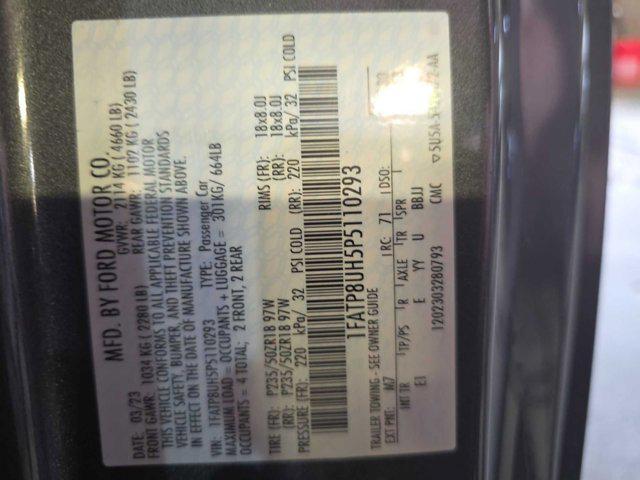 MFD. BY FORD MOTOR CO.
DATE: 03/23 GVWR: 2114 KG ( 4660 LB)
FRONT GAWR: 1034 KG ( 2280LB) REAR GAWR: 1102 KG ( 2430 LB)
THIS VEHICLE CONFORMS TO ALL APPLICABLE FEDERAL MOTOR
VEHICLE SAFETY, BUMPER, AND THEFT PREVENTION STANDARDS
IN EFFECT ON THE DATE OF MANUFACTURE SHOWN ABOVE.
VIN: 1FATP8UH5P5110293 TYPE: Passenger Car
MAXIMUM LOAD = OCCUPANTS + LUGGAGE = 301KG/ 664LB
OCCUPANTS = 4 TOTAL; 2 FRONT, 2 REAR
TIRE (FR): P235/50ZR18 97W RIMS (FR): 18x8.0J
(RR): P235/50ZR18 97W (RR): 18x8.0J
PRESSURE (FR): 220 kPa/ 32 PSI COLD (RR): 220 kPa/ 32 PSI COLD
1FATP8UH5P5110293
TRAILER TOWING - SEE OWNER GUIDE
EXT PNT: M7 RC: 71 DSO:
INT TR TP/PS R AXLE TR SPR
EI E YY U BBJJ
1202303280793 CMC